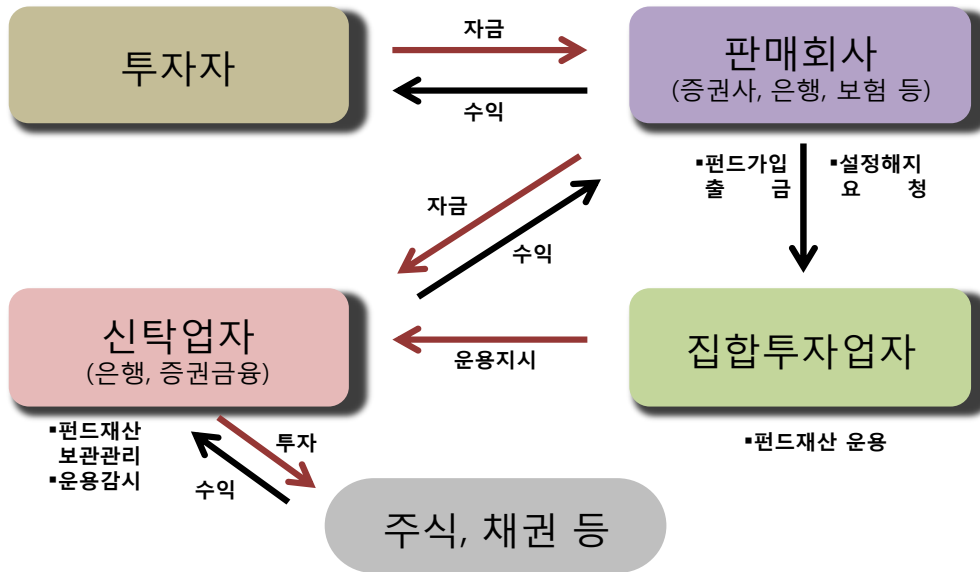 투자자
자금
수익
판매회사
(증권사, 은행, 보험 등)
▪펀드가입
출 금
▪설정해지
요 청
자금
수익
신탁업자
(은행, 증권금융)
운용지시
집합투자업자
▪펀드재산
보관관리
▪운용감시
투자
수익
▪펀드재산 운용
주식, 채권 등